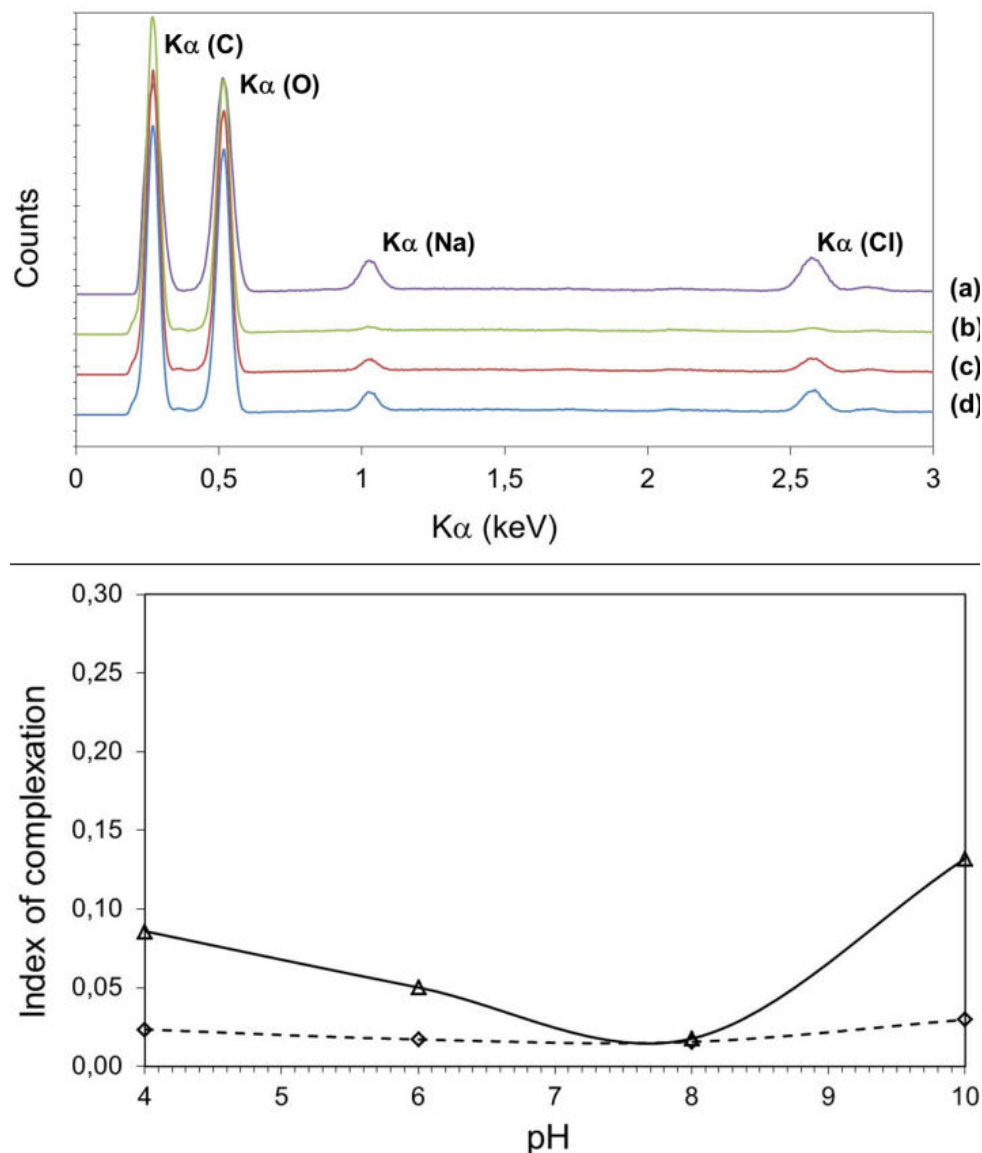 Kα (C)
Kα (O)
Kα (Na)
Kα (Cl)
Counts
(a)
(b)
(c)
(d)
0 0,5 1 1,5 2 2,5 3
Kα (keV)
0,30
0,25
0,20
0,15
0,10
0,05
0,00
Index of complexation
4 5 6 7 8 9 10
pH